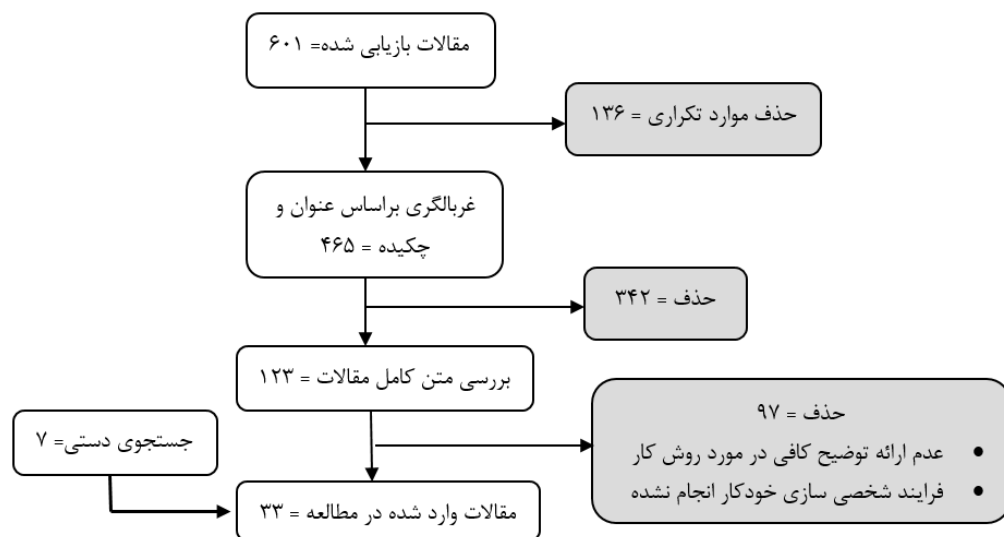 مقالات بازیابی شده= ۶۰۱
حذف موارد تکراری = ۱۳۶
غربالگری براساس عنوان و
چکیده = ۴۶۵
حذف = ۳۴۲
بررسی متن کامل مقالات = ۱۲۳
حذف = ۹۷
• عدم ارائه توضیح کافی در مورد روش کار
• فرایند شخصی سازی خودکار انجام نشده
جستجوی دستی= ۷
مقالات وارد شده در مطالعه = ۳۳